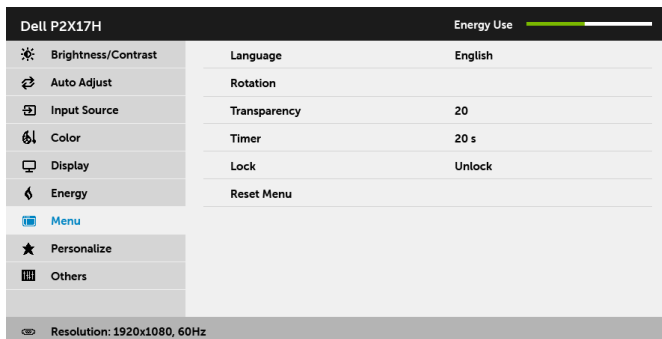 Dell P2X17H Energy Use
Brightness/Contrast Language English
Auto Adjust Rotation
Input Source Transparency 20
Color Timer 20 s
Display Lock Unlock
Energy Reset Menu
Menu
Personalize
Others
Resolution: 1920x1080, 60Hz